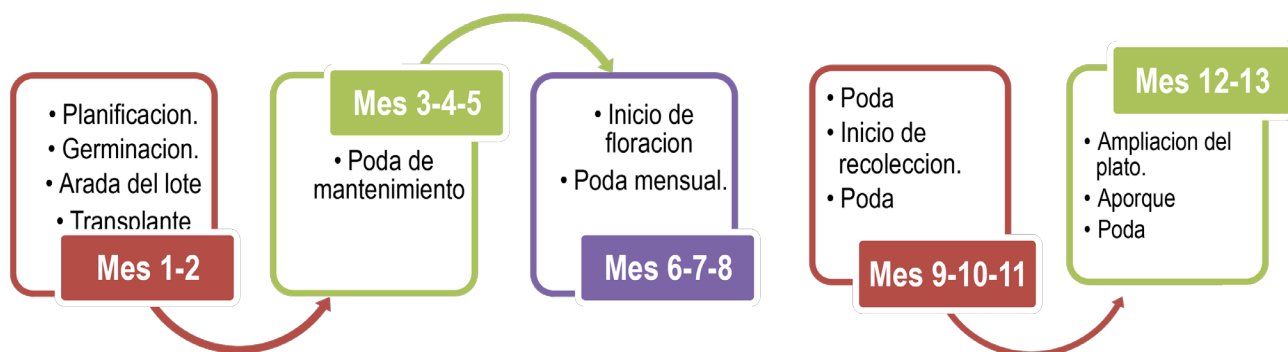 • Planificacion.
• Germinacion.
• Arada del lote
• Transplante
Mes 1-2
Mes 3-4-5
• Poda de
mantenimiento
• Inicio de
floracion
• Poda mensual.
Mes 6-7-8
• Poda
• Inicio de
recoleccion.
• Poda
Mes 9-10-11
Mes 12-13
• Ampliacion del
plato.
• Aporque
• Poda